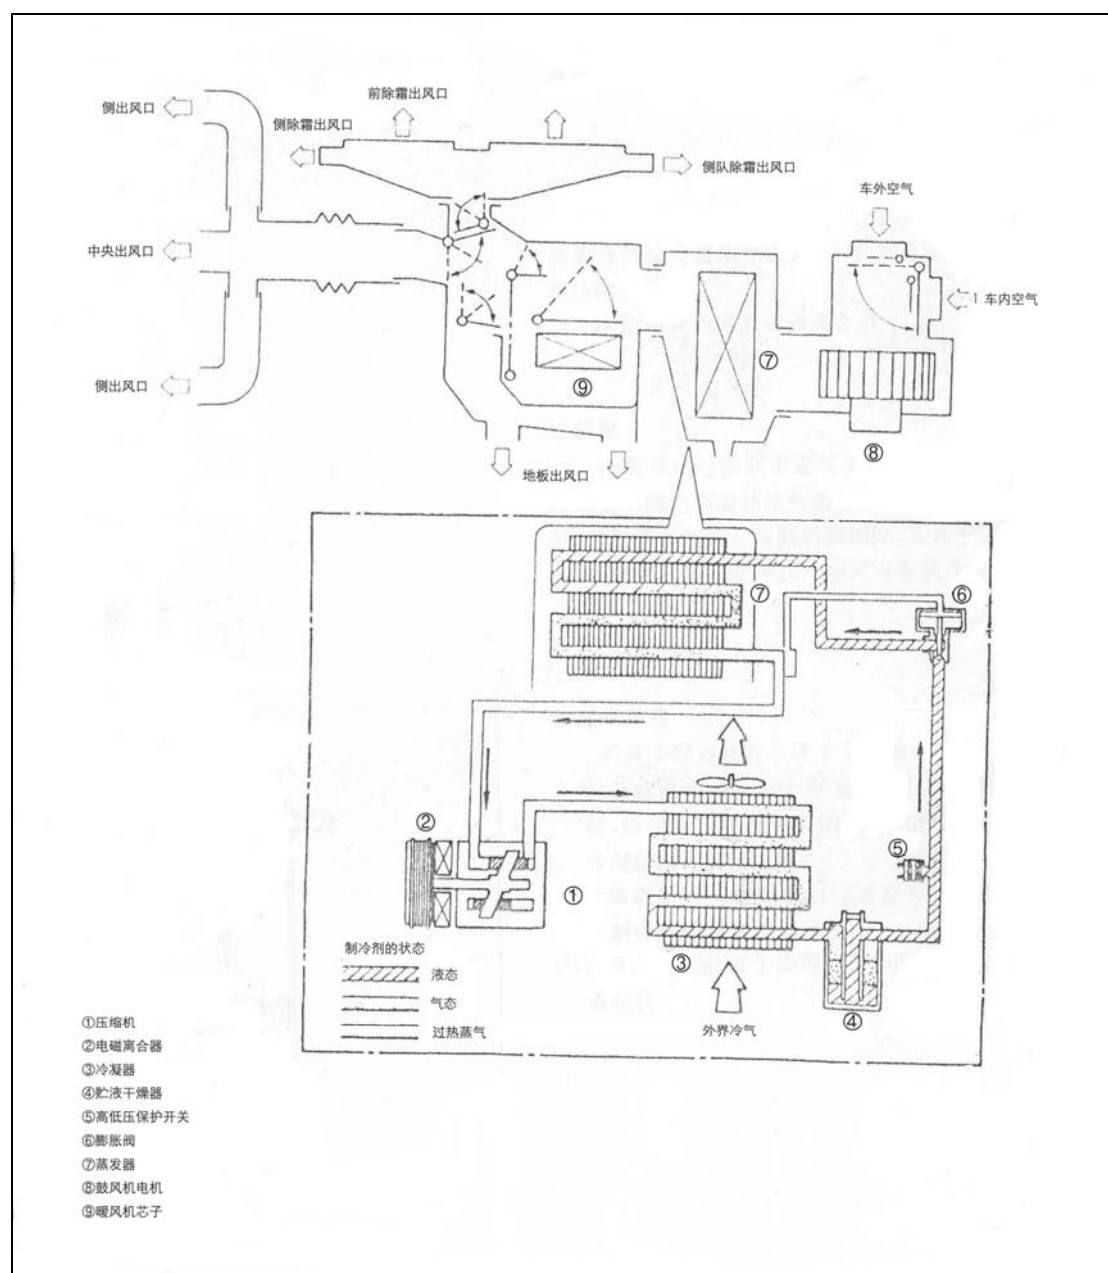 前除霜出风口
侧出风口
侧除霜出风口
侧队除霜出风口
车外空气
中央出风口
1 车内空气
⑦
侧出风口
⑨
⑧
地板出风口
⑦
⑥
②
⑤
①
制冷剂的状态
③
液态
气态
④
过热蒸气
外界冷气
①压缩机
②电磁离合器
③冷凝器
④贮液干燥器
⑤高低压保护开关
⑥膨胀阀
⑦蒸发器
⑧鼓风机电机
⑨暖风机芯子